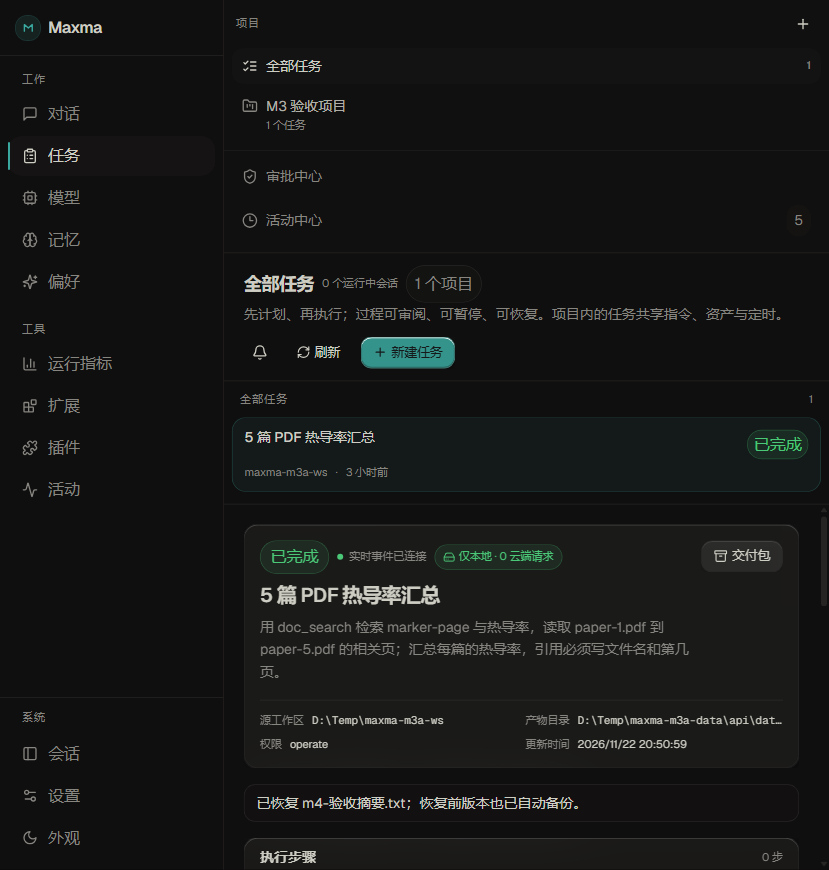 Maxma
工作
对话
任务
模型
记忆
偏好
工具
运行指标
扩展
插件
活动
系统
会话
设置
外观
项目
全部任务 1
M3 验收项目
1 个任务
审批中心
活动中心 5
全部任务 0 个运行中会话 1 个项目
先计划、再执行；过程可审阅、可暂停、可恢复。项目内的任务共享指令、资产与定时。
刷新 新建任务
全部任务 1
5 篇 PDF 热导率汇总 已完成
maxma-m3a-ws · 3 小时前
已完成 实时事件已连接 仅本地 · 0 云端请求 交付包
5 篇 PDF 热导率汇总
用 doc_search 检索 marker-page 与热导率，读取 paper-1.pdf 到
paper-5.pdf 的相关页；汇总每篇的热导率，引用必须写文件名和第几
页。
源工作区 D:\Temp\maxma-m3a-ws 产物目录 D:\Temp\maxma-m3a-data\api\dat…
权限 operate 更新时间 2026/11/22 20:50:59
已恢复 m4-验收摘要.txt；恢复前版本也已自动备份。
执行步骤 0 步